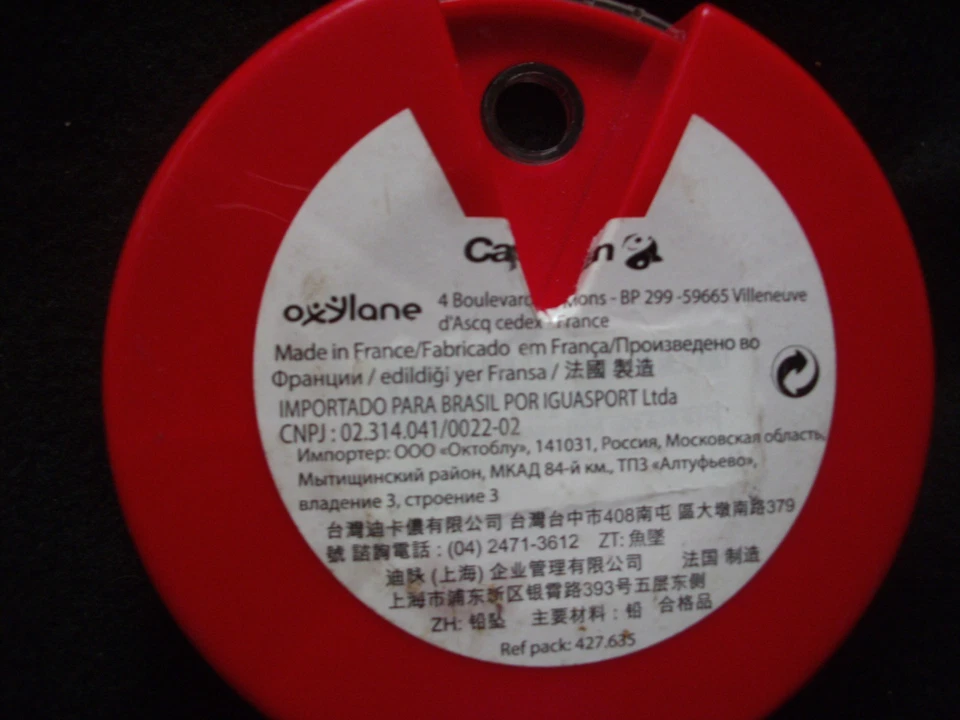 oxylane
4 Boulevard Mons - BP 299 -59665 Villeneuve
d'Ascq cedex France
Made in France/Fabricado em França/Произведено во
Франции / edildiği yer Fransa / 法國 製造
IMPORTADO PARA BRASIL POR IGUASPORT Ltda
CNPJ : 02.314.041/0022-02
Импортер: ООО «Октоблу», 141031, Россия, Московская область,
Мытищинский район, МКАД 84-й км., ТПЗ «Алтуфьево»,
владение 3, строение 3
台灣迪卡儂有限公司 台灣台中市408南屯 區大墩南路379
號 諮詢電話 : (04) 2471-3612 ZT: 魚墜
迪脉 (上海) 企业管理有限公司 法国 制造
上海市浦东新区银霄路393号五层东侧
ZH: 铅坠 主要材料 : 铅 合格品
Ref pack: 427.635